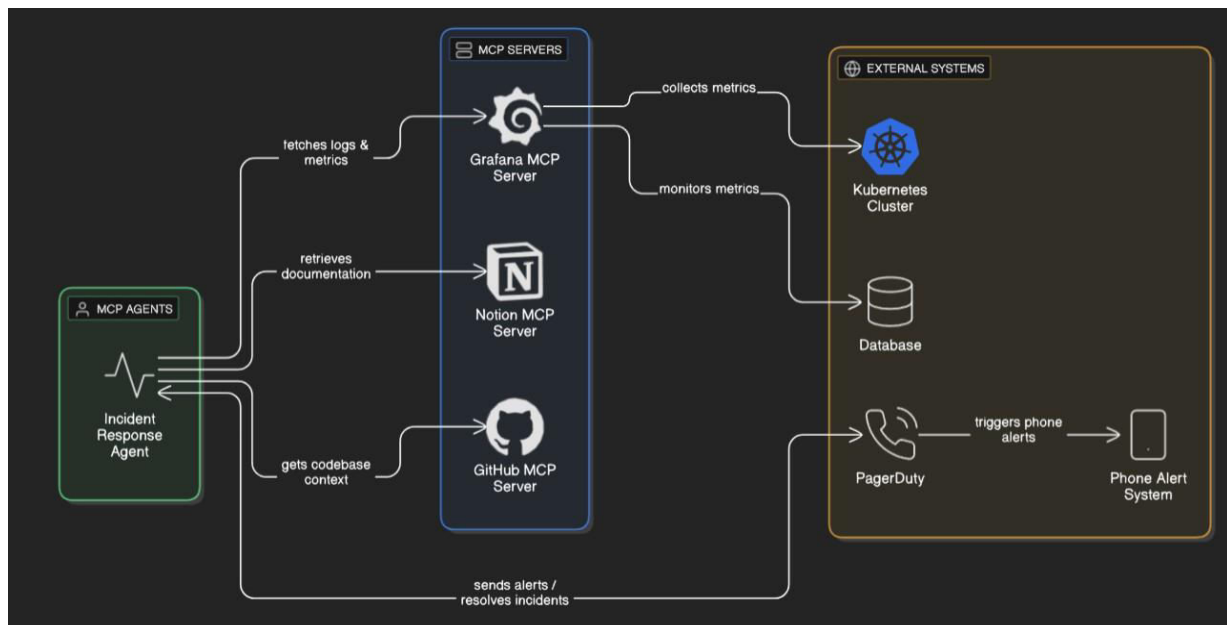 MCP SERVERS
EXTERNAL SYSTEMS
collects metrics
fetches logs &
metrics
Grafana MCP
Server
Kubernetes
Cluster
monitors metrics
retrieves
documentation
N
Notion MCP
Server
MCP AGENTS
Database
Incident
Response
Agent
gets codebase
context
GitHub MCP
Server
triggers phone
alerts
PagerDuty
Phone Alert
System
sends alerts /
resolves incidents